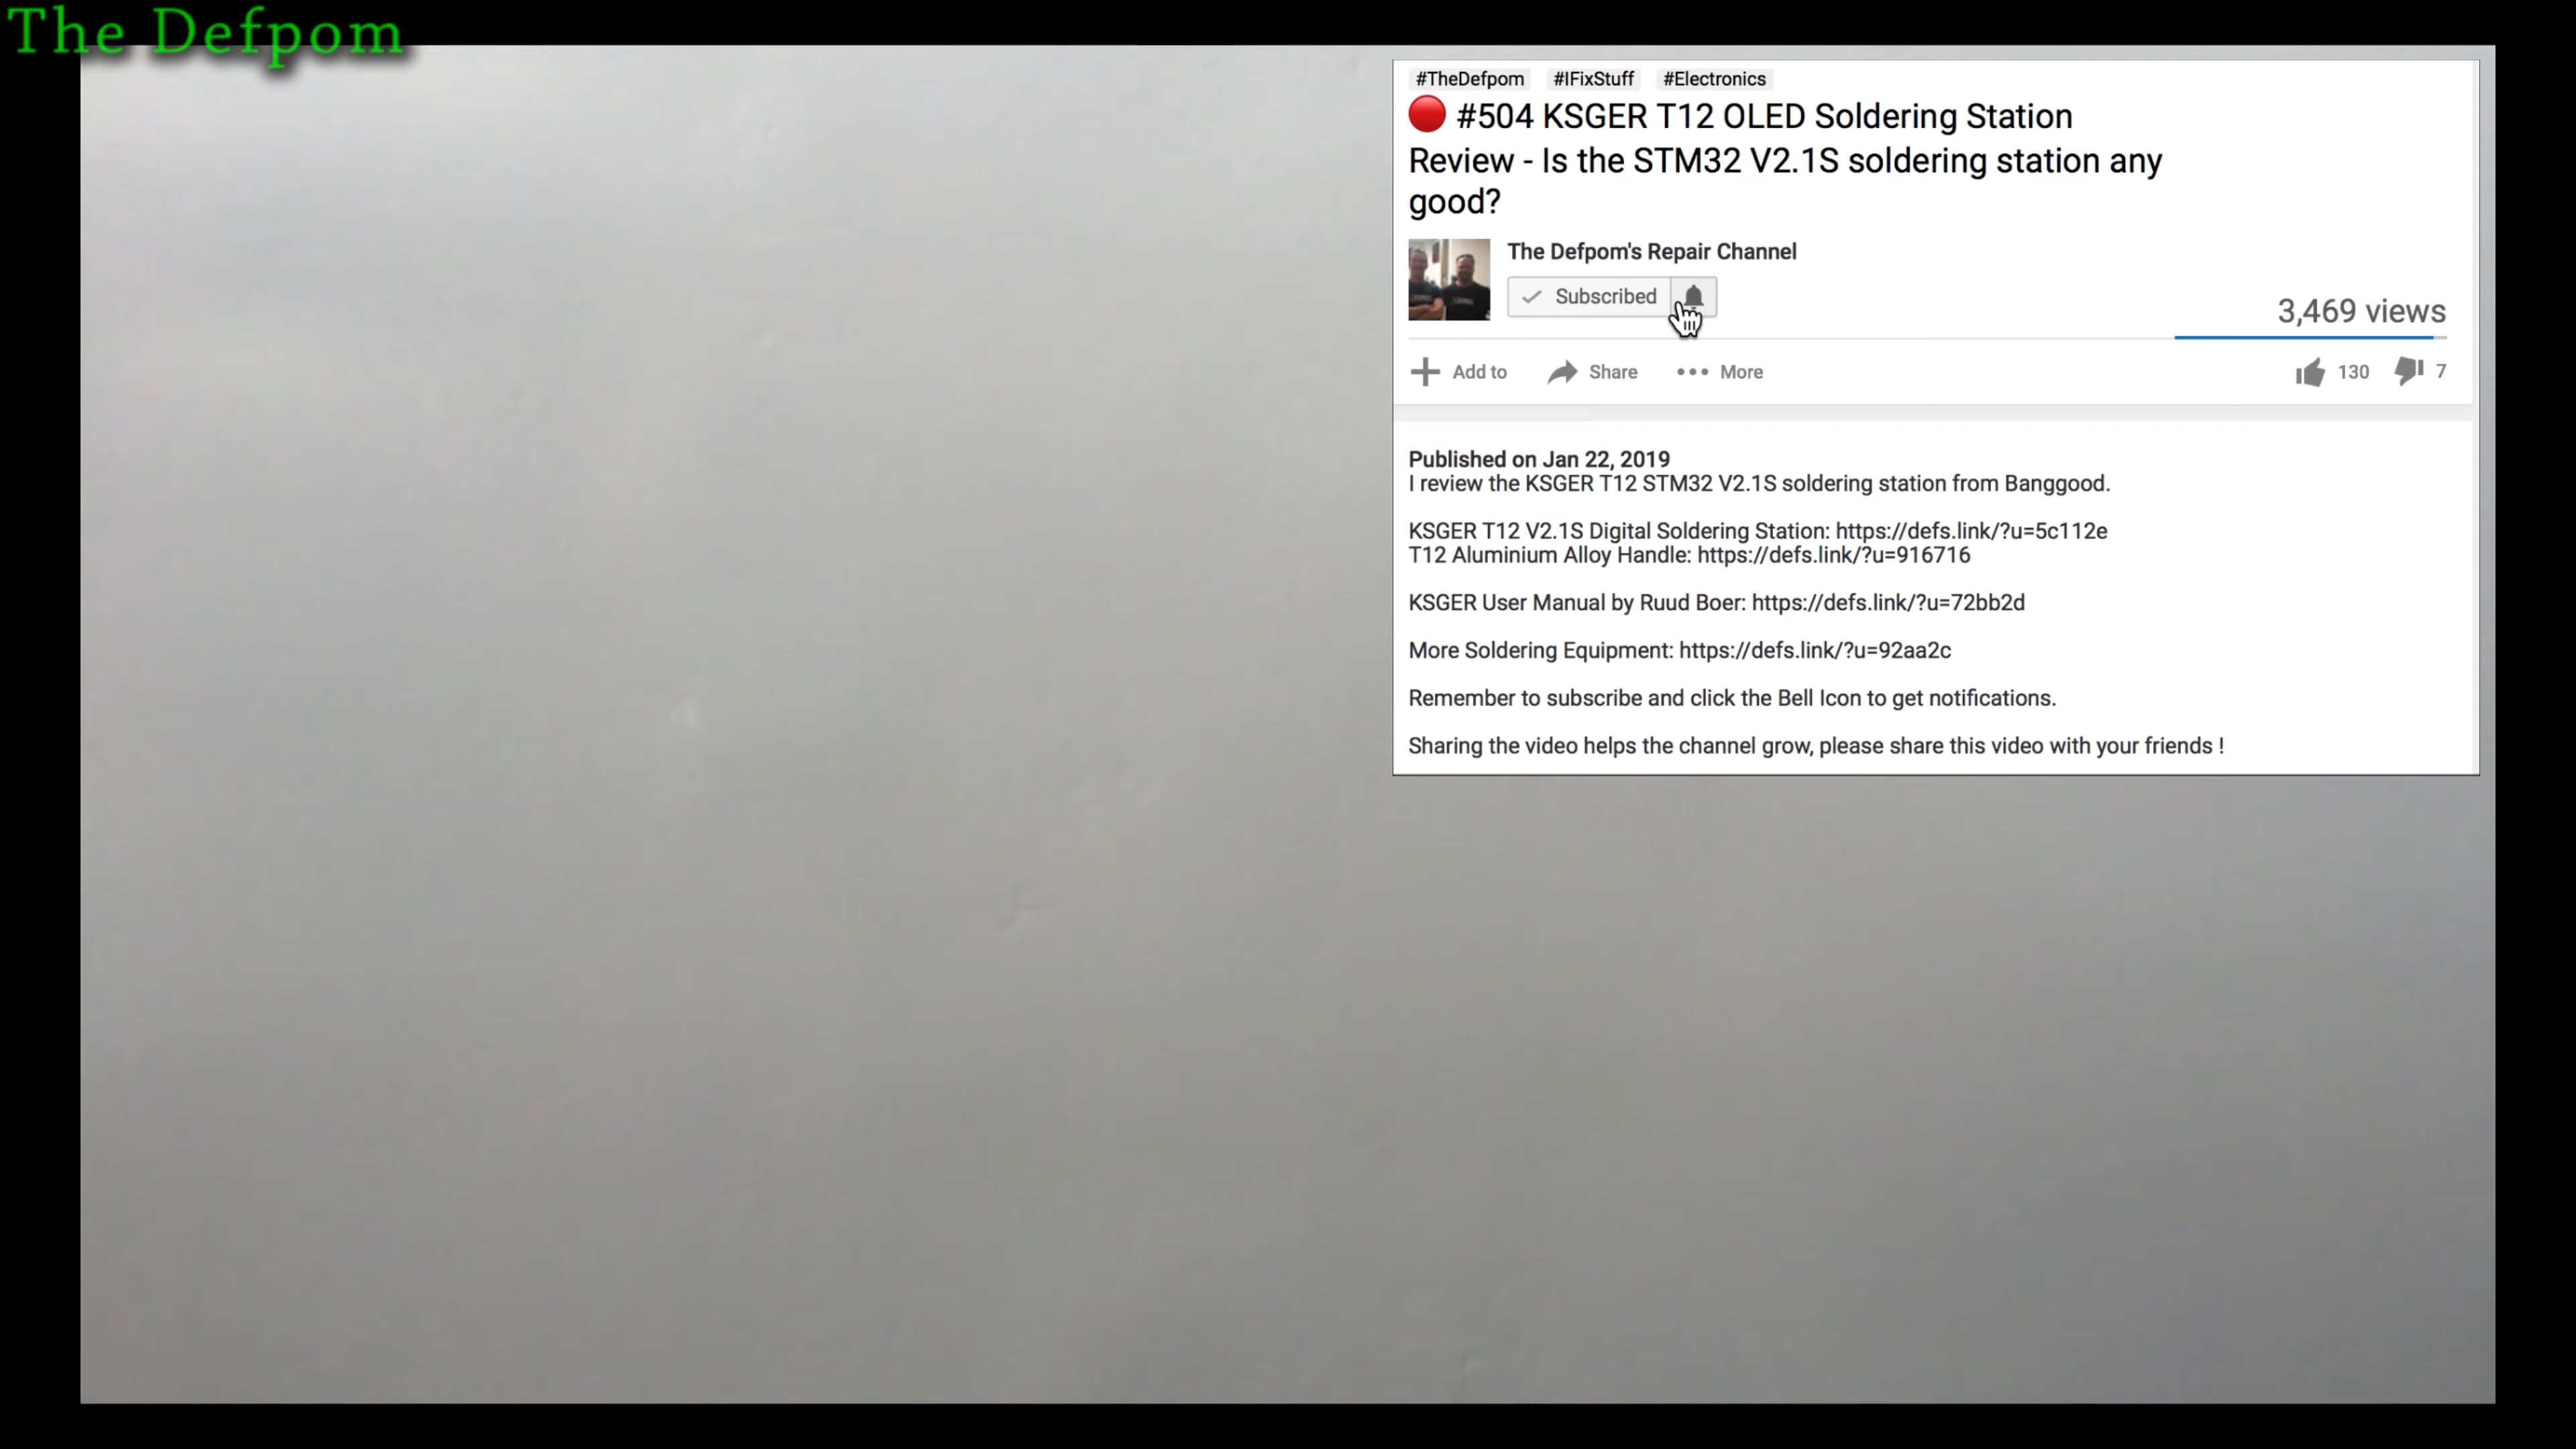 The Defpom
#TheDefpom #IFixStuff #Electronics
#504 KSGER T12 OLED Soldering Station
Review - Is the STM32 V2.1S soldering station any
good?
The Defpom's Repair Channel
Subscribed
3,469 views
Add to Share More 130 7
Published on Jan 22, 2019
I review the KSGER T12 STM32 V2.1S soldering station from Banggood.
KSGER T12 V2.1S Digital Soldering Station: https://defs.link/?u=5c112e
T12 Aluminium Alloy Handle: https://defs.link/?u=916716
KSGER User Manual by Ruud Boer: https://defs.link/?u=72bb2d
More Soldering Equipment: https://defs.link/?u=92aa2c
Remember to subscribe and click the Bell Icon to get notifications.
Sharing the video helps the channel grow, please share this video with your friends !